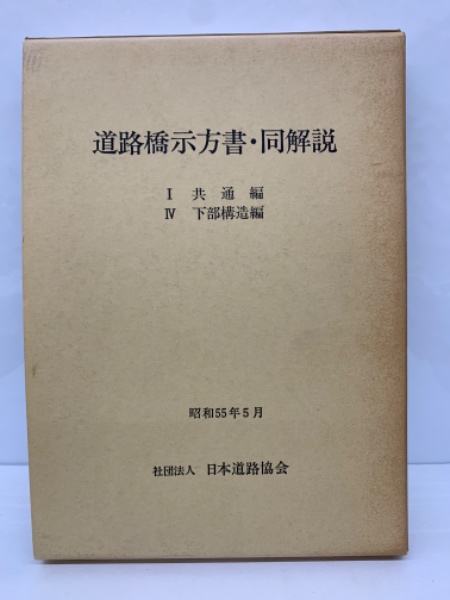 道路橋示方書・同解説
Ⅰ 共通編
Ⅳ 下部構造編
昭和55年5月
社団法人 日本道路協会